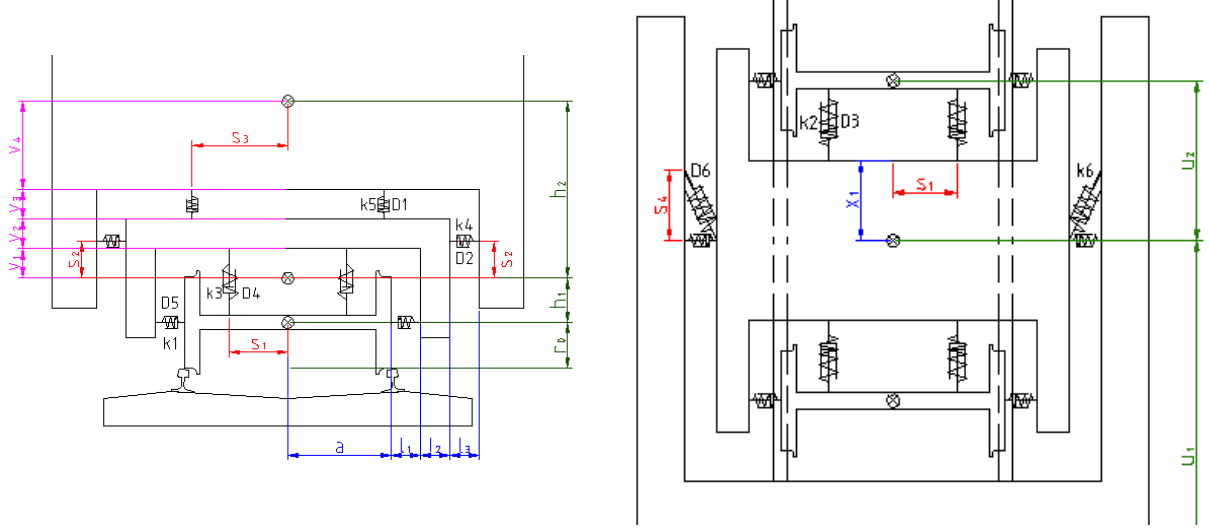 S₃
V₄
h₂
V₃
k5
D1
V₂
k4
D2
S₂
S₂
V₁
k3
D4
h₁
D5
k1
S₁
r₀
a
l₁
l₂
l₃
k2
D3
D6
k6
S₄
X₁
S₁
U₂
U₁